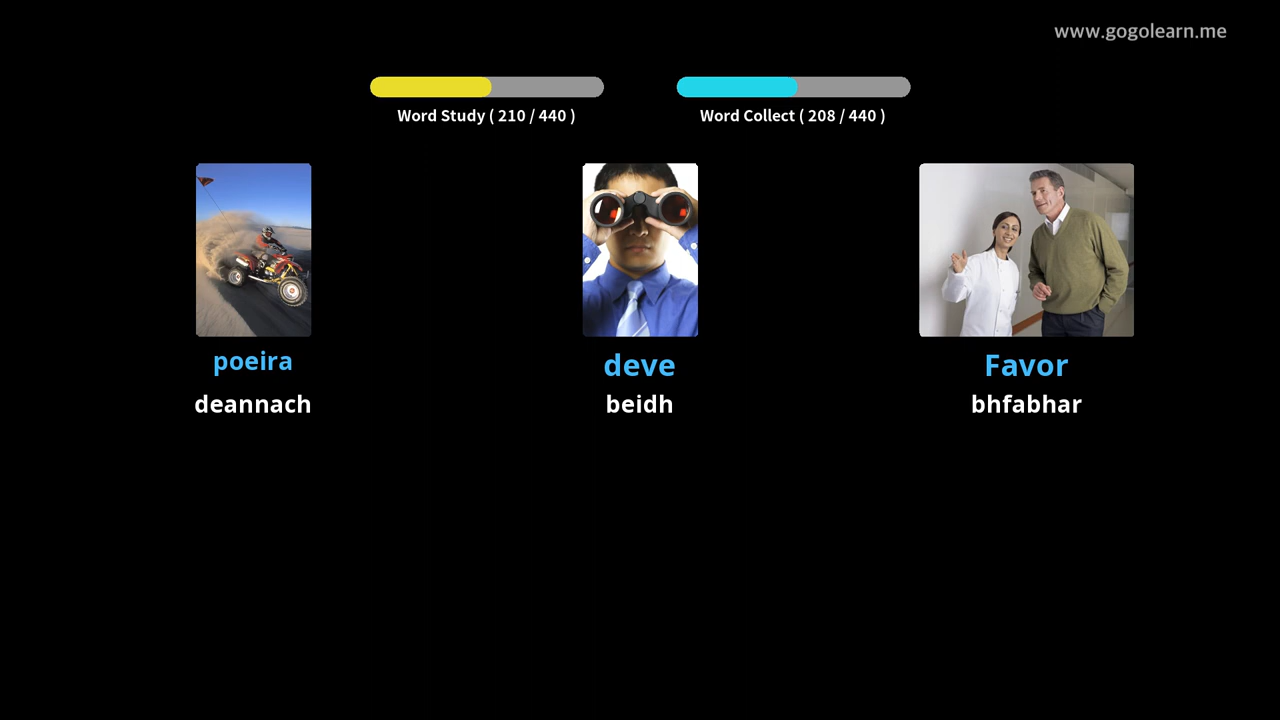 www.gogolearn.me
Word Study ( 210 / 440 )
Word Collect ( 208 / 440 )
poeira
deve
Favor
deannach
beidh
bhfabhar